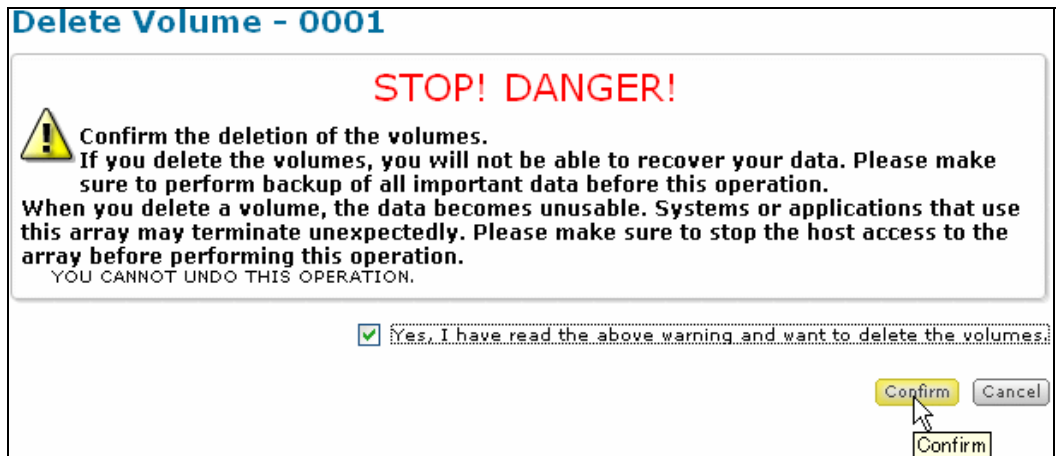 Delete Volume - 0001
STOP! DANGER!
Confirm the deletion of the volumes.
If you delete the volumes, you will not be able to recover your data. Please make
sure to perform backup of all important data before this operation.
When you delete a volume, the data becomes unusable. Systems or applications that use
this array may terminate unexpectedly. Please make sure to stop the host access to the
array before performing this operation.
YOU CANNOT UNDO THIS OPERATION.
Yes, I have read the above warning and want to delete the volumes.
Confirm Cancel
Confirm